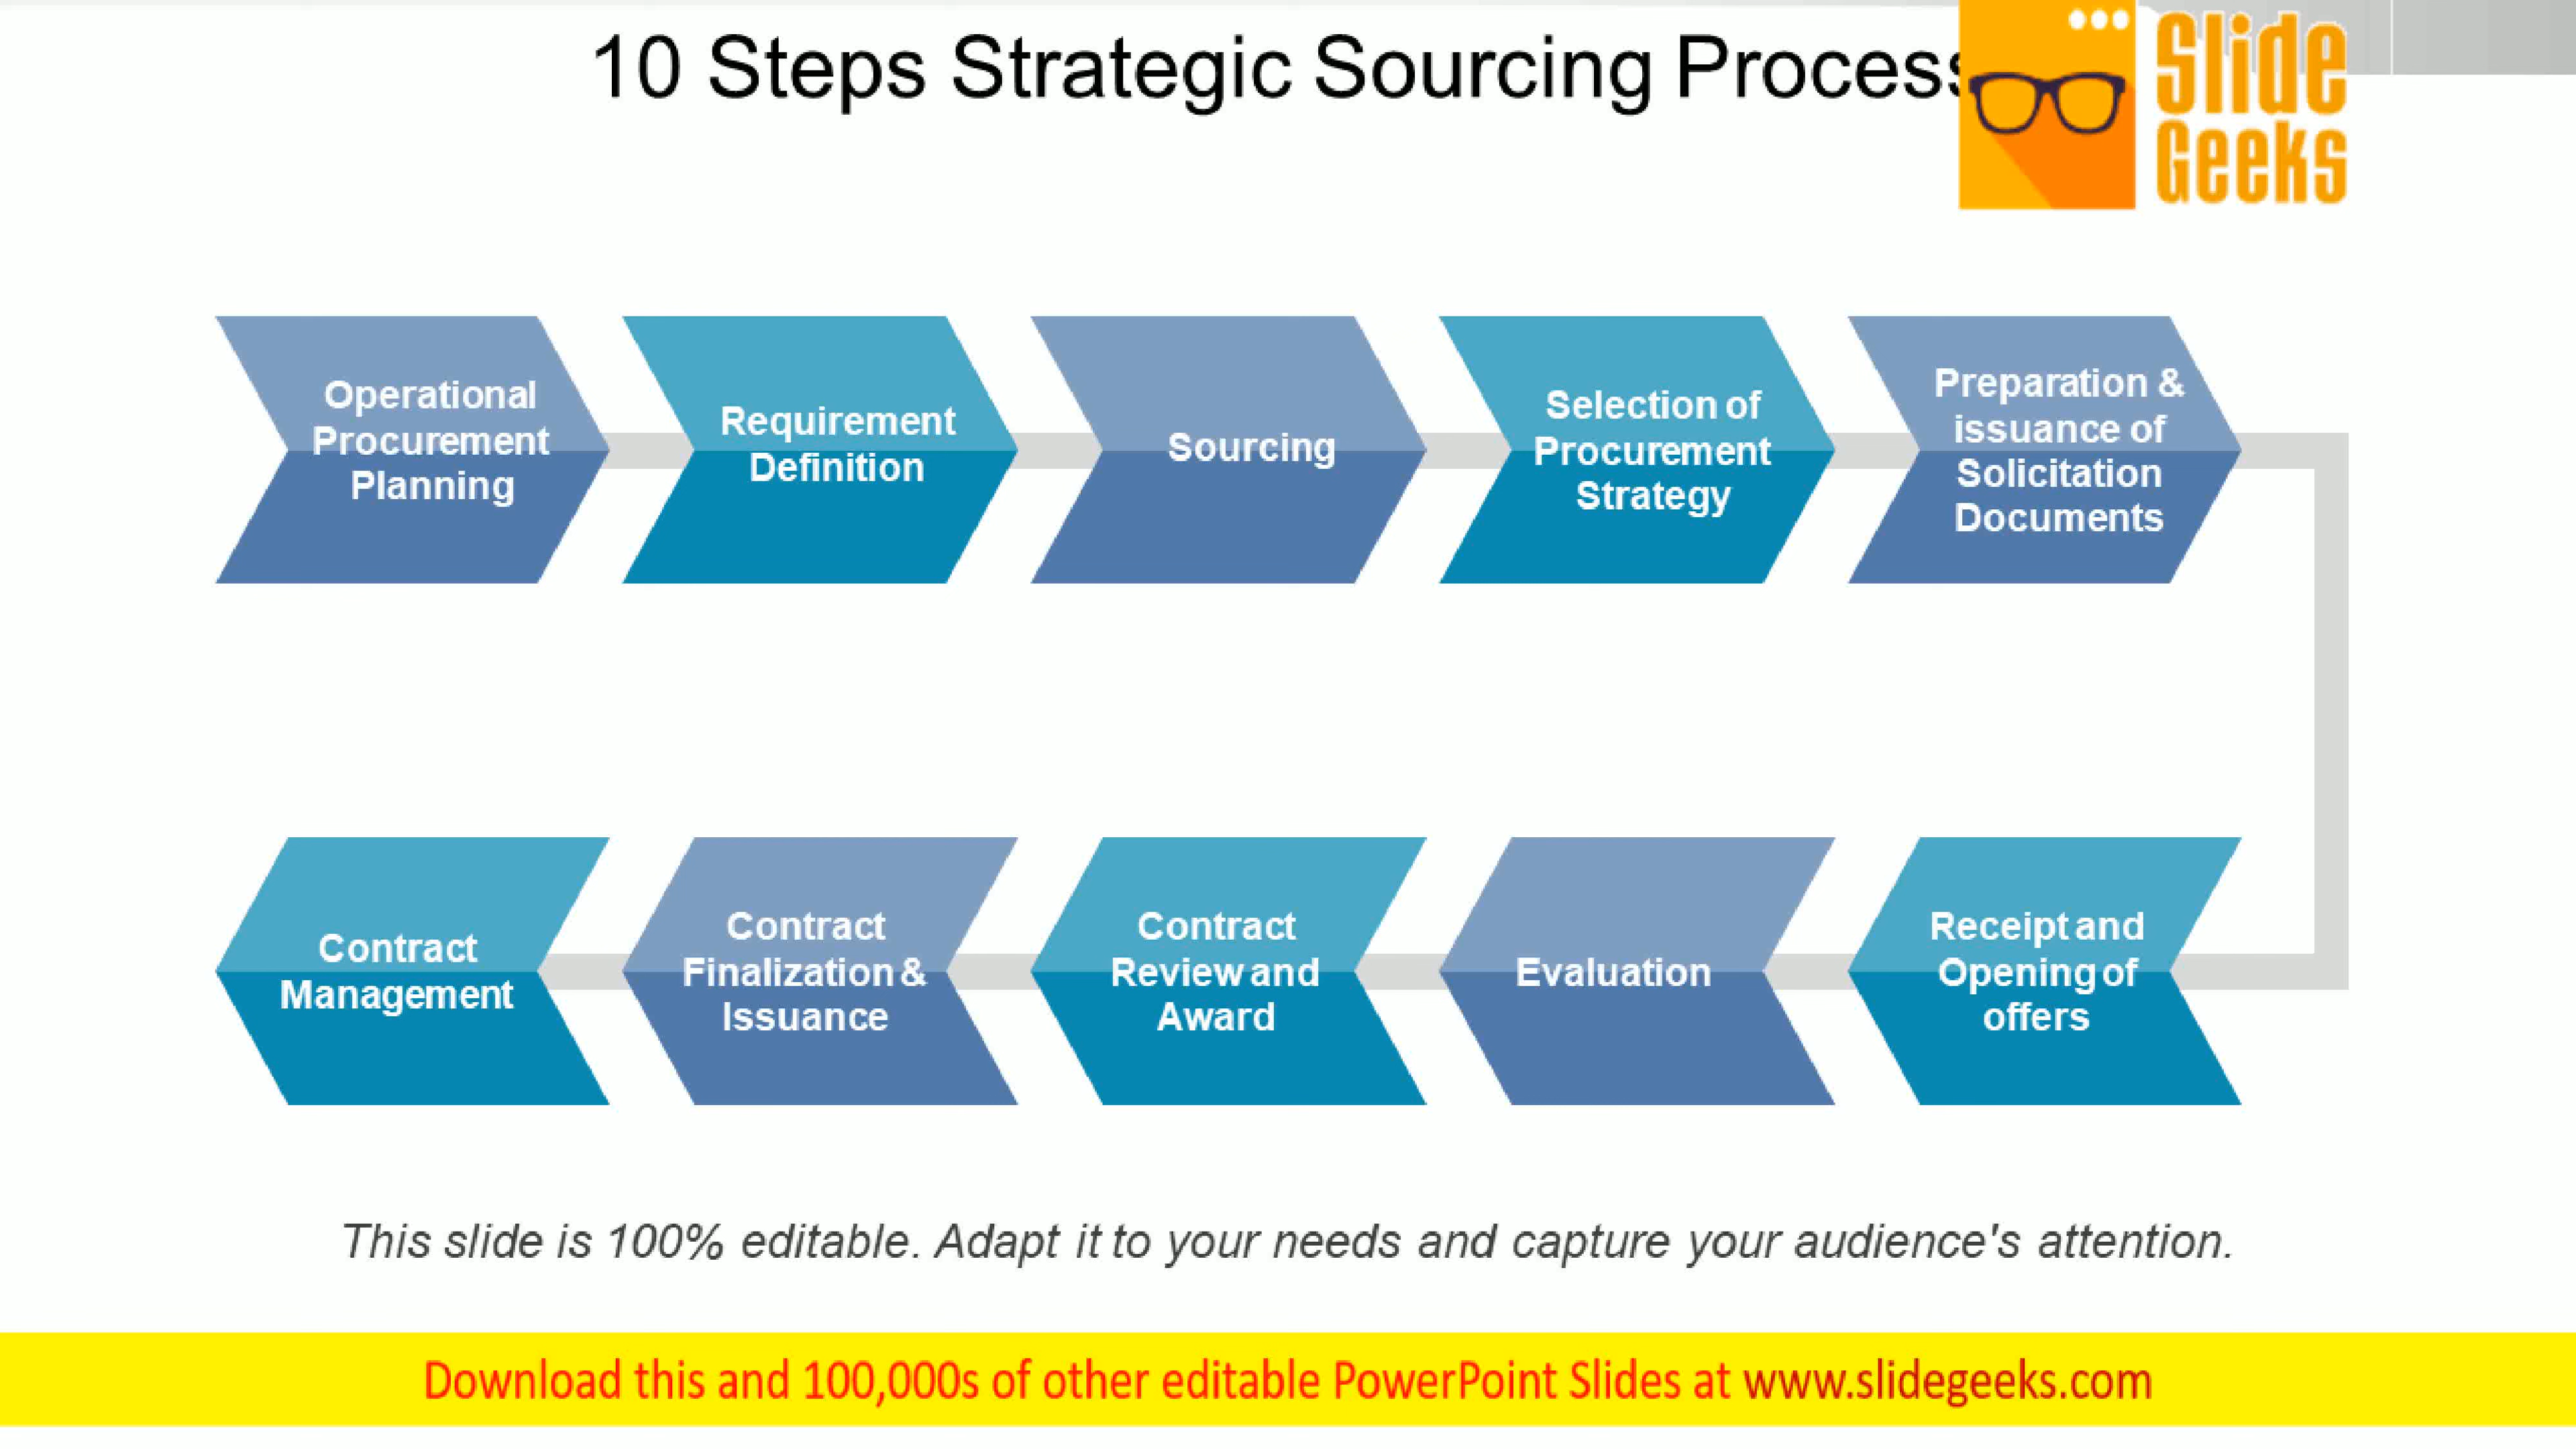 10 Steps Strategic Sourcing Process
Slide
Geeks
Operational
Procurement
Planning
Requirement
Definition
Sourcing
Selection of
Procurement
Strategy
Preparation &
issuance of
Solicitation
Documents
Receipt and
Opening of
offers
Evaluation
Contract
Review and
Award
Contract
Finalization &
Issuance
Contract
Management
This slide is 100% editable. Adapt it to your needs and capture your audience's attention.
Download this and 100,000s of other editable PowerPoint Slides at www.slidegeeks.com